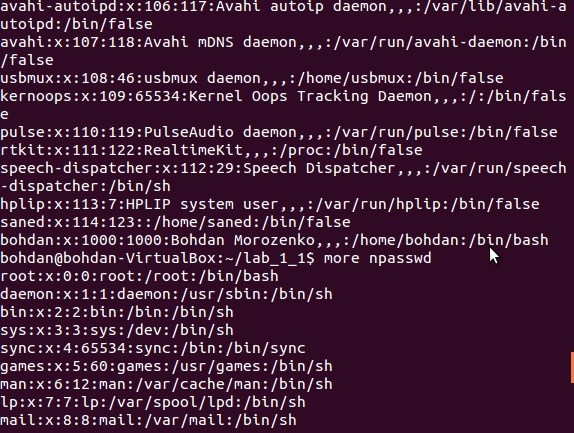 avahi-autoipd:x:106:117:Avahi autoip daemon,,,:/var/lib/avahi-a
utoipd:/bin/false
avahi:x:107:118:Avahi mDNS daemon,,,:/var/run/avahi-daemon:/bin
/false
usbmux:x:108:46:usbmux daemon,,,:/home/usbmux:/bin/false
kernoops:x:109:65534:Kernel Oops Tracking Daemon,,,:/:/bin/fals
e
pulse:x:110:119:PulseAudio daemon,,,:/var/run/pulse:/bin/false
rtkit:x:111:122:RealtimeKit,,,:/proc:/bin/false
speech-dispatcher:x:112:29:Speech Dispatcher,,,:/var/run/speech
-dispatcher:/bin/sh
hplip:x:113:7:HPLIP system user,,,:/var/run/hplip:/bin/false
saned:x:114:123::/home/saned:/bin/false
bohdan:x:1000:1000:Bohdan Morozenko,,,:/home/bohdan:/bin/bash
bohdan@bohdan-VirtualBox:~/lab_1_1$ more npasswd
root:x:0:0:root:/root:/bin/bash
daemon:x:1:1:daemon:/usr/sbin:/bin/sh
bin:x:2:2:bin:/bin:/bin/sh
sys:x:3:3:sys:/dev:/bin/sh
sync:x:4:65534:sync:/bin:/bin/sync
games:x:5:60:games:/usr/games:/bin/sh
man:x:6:12:man:/var/cache/man:/bin/sh
lp:x:7:7:lp:/var/spool/lpd:/bin/sh
mail:x:8:8:mail:/var/mail:/bin/sh